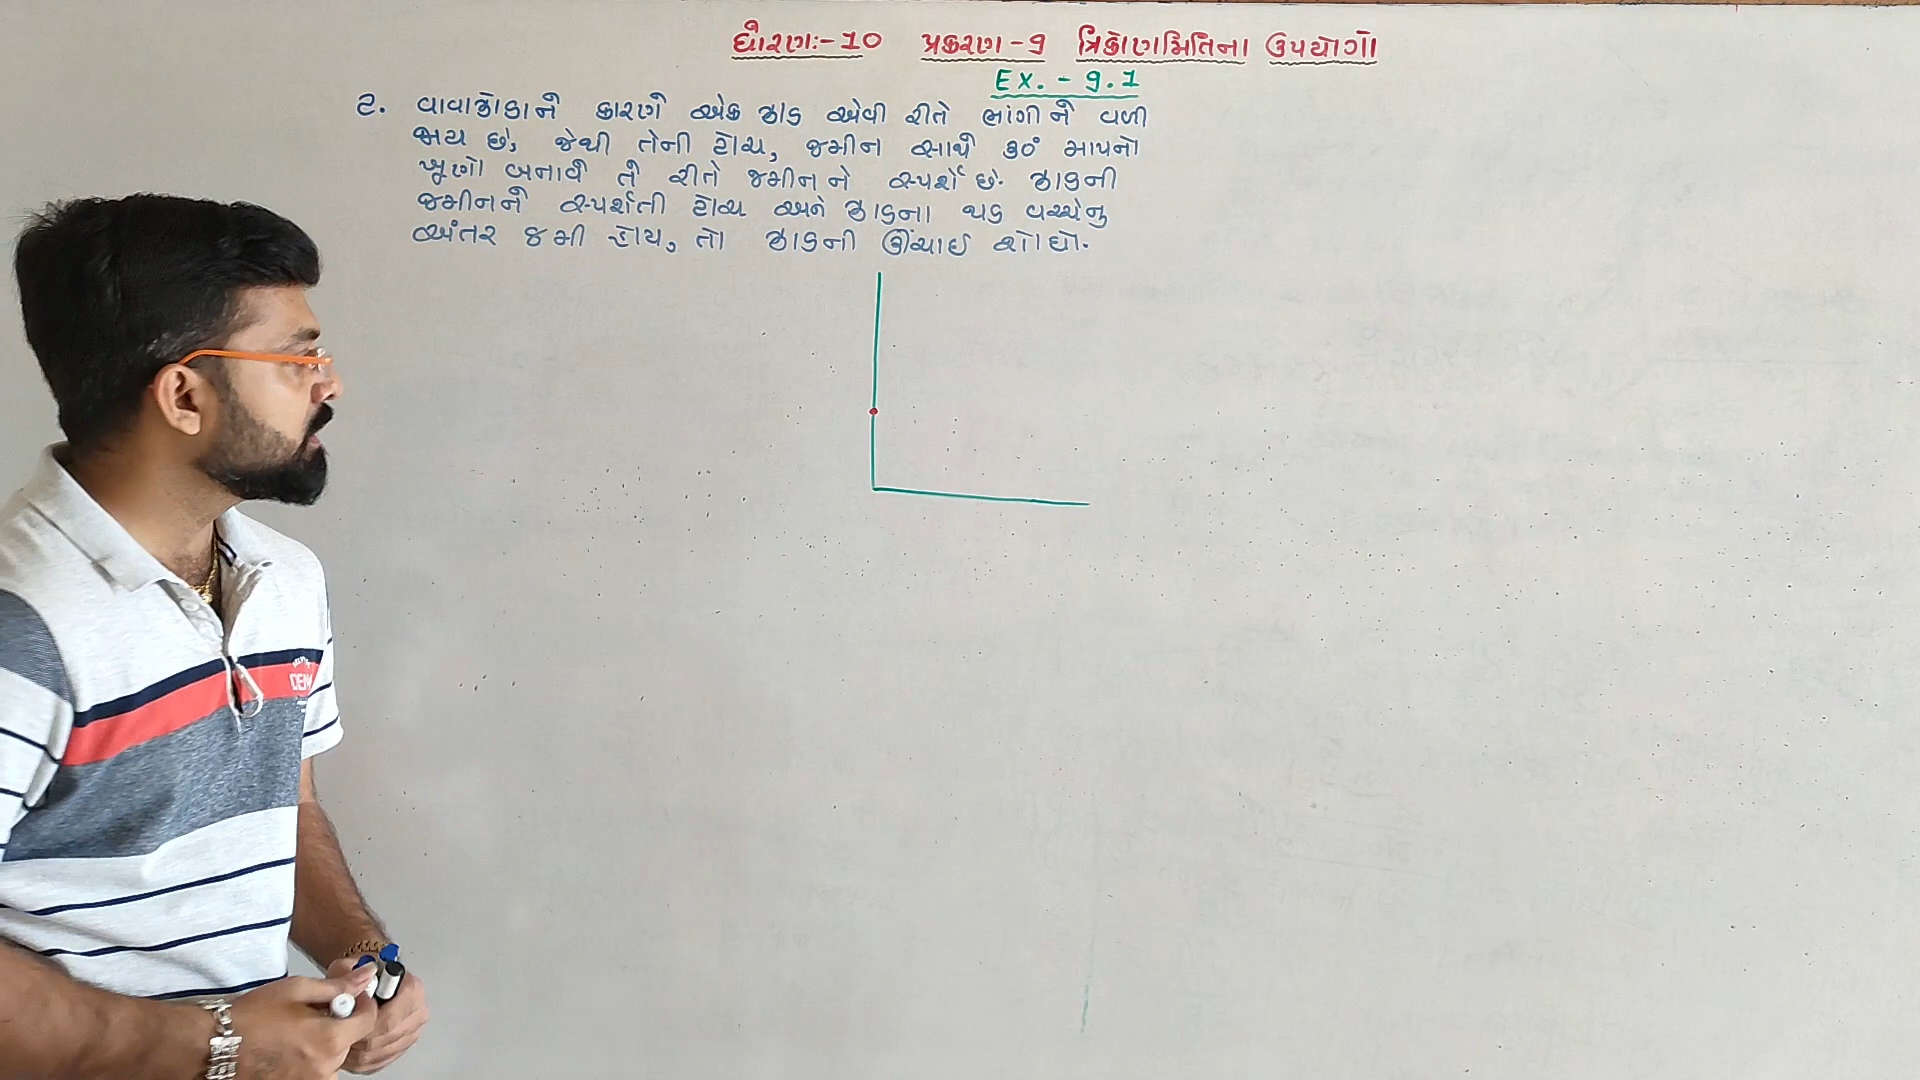 ધોરણ:-10 પ્રકરણ-9 ત્રિકોણમિતિના ઉપયોગો
EX. - 9.1
2. વાવાઝોડાને કારણે એક ઝાડ એવી રીતે ભાંગીને વળી
જાય છે, જેથી તેની ટોચ, જમીન સાથે 30° માપનો
ખૂણો બનાવે તે રીતે જમીનને સ્પર્શે છે. ઝાડની
જમીનને સ્પર્શતી ટોચ અને ઝાડના થડ વચ્ચેનુ
અંતર 8 મી હોય, તો ઝાડની ઊંચાઈ શોધો.